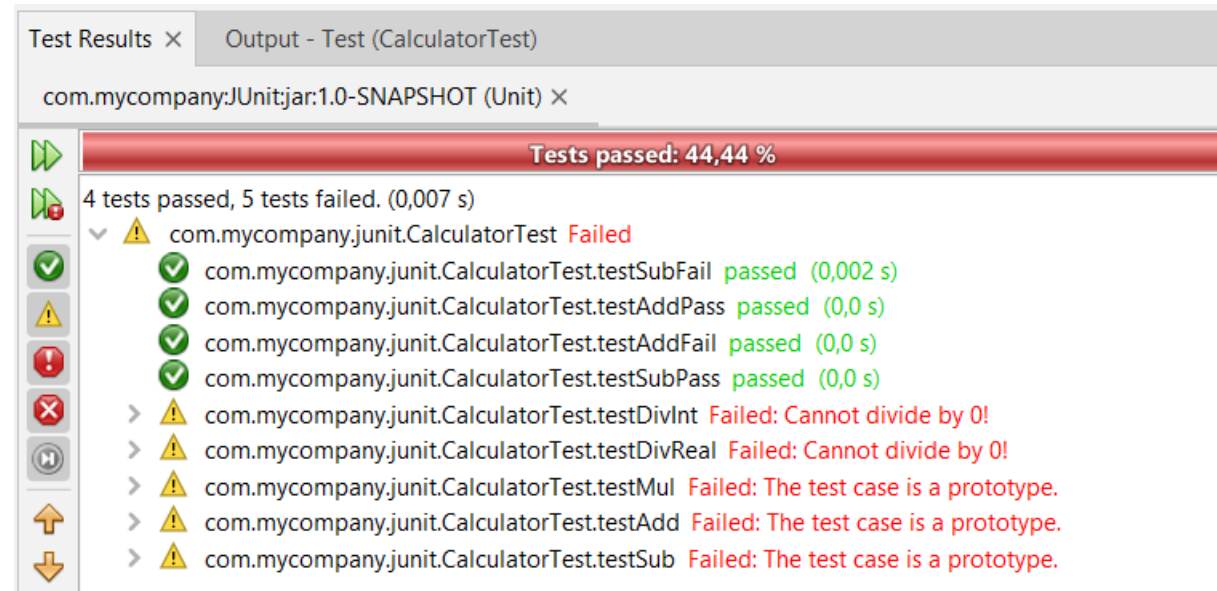 Test Results × Output - Test (CalculatorTest)
com.mycompany:JUnit:jar:1.0-SNAPSHOT (Unit) ×
Tests passed: 44,44 %
4 tests passed, 5 tests failed. (0,007 s)
com.mycompany.junit.CalculatorTest Failed
com.mycompany.junit.CalculatorTest.testSubFail passed (0,002 s)
com.mycompany.junit.CalculatorTest.testAddPass passed (0,0 s)
com.mycompany.junit.CalculatorTest.testAddFail passed (0,0 s)
com.mycompany.junit.CalculatorTest.testSubPass passed (0,0 s)
com.mycompany.junit.CalculatorTest.testDivInt Failed: Cannot divide by 0!
com.mycompany.junit.CalculatorTest.testDivReal Failed: Cannot divide by 0!
com.mycompany.junit.CalculatorTest.testMul Failed: The test case is a prototype.
com.mycompany.junit.CalculatorTest.testAdd Failed: The test case is a prototype.
com.mycompany.junit.CalculatorTest.testSub Failed: The test case is a prototype.